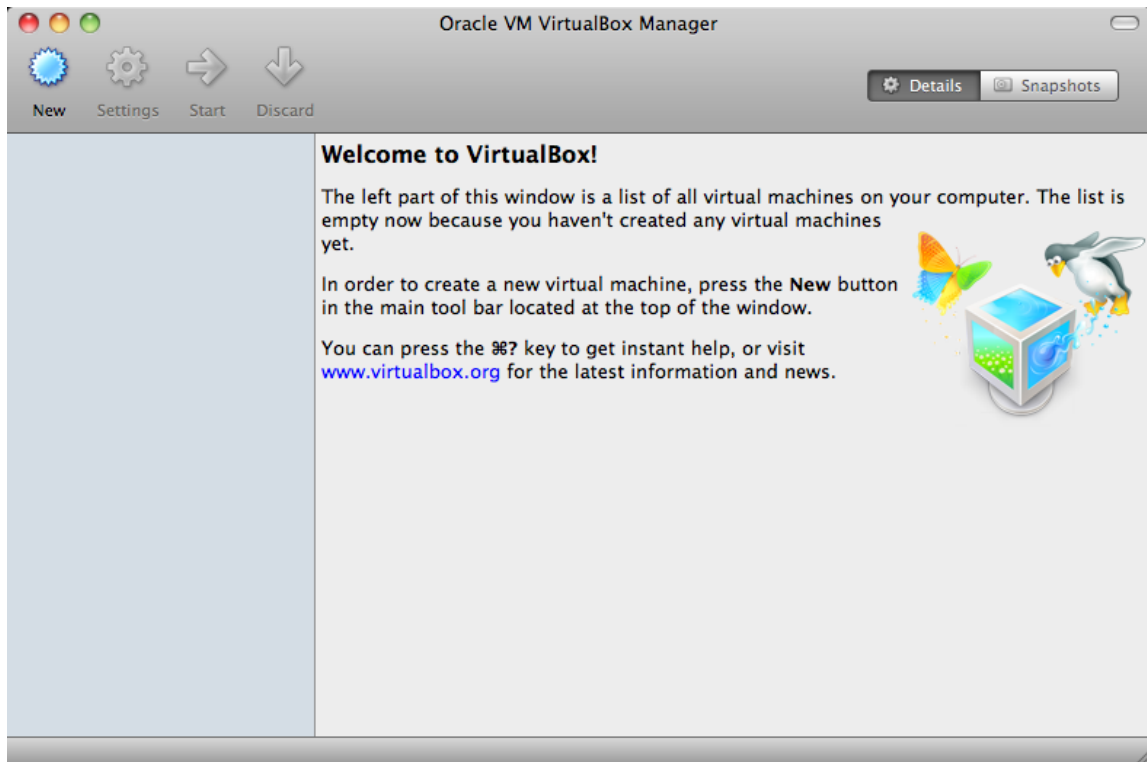 Oracle VM VirtualBox Manager
New Settings Start Discard
Details Snapshots
Welcome to VirtualBox!
The left part of this window is a list of all virtual machines on your computer. The list is
empty now because you haven't created any virtual machines
yet.
In order to create a new virtual machine, press the New button
in the main tool bar located at the top of the window.
You can press the ⌘? key to get instant help, or visit
www.virtualbox.org for the latest information and news.